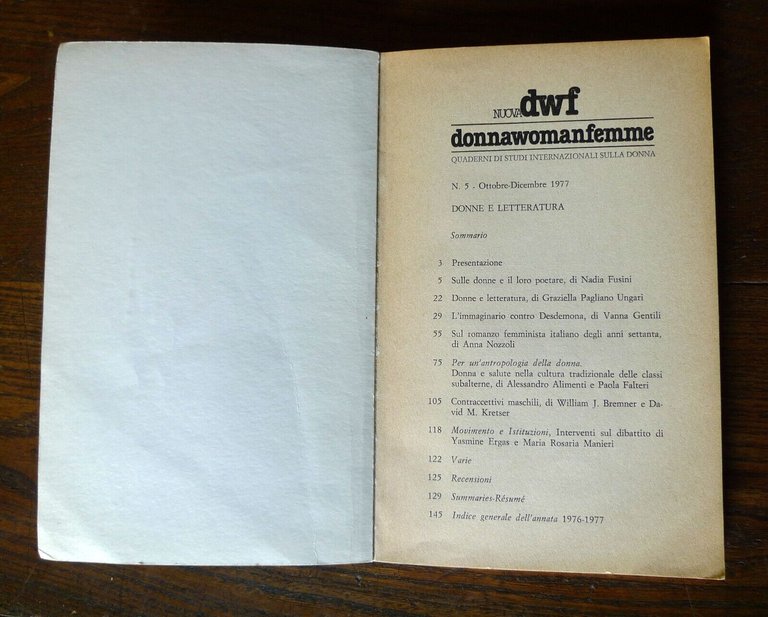 NUOVA dwf
donnawomanfemme
QUADERNI DI STUDI INTERNAZIONALI SULLA DONNA
N. 5 - Ottobre-Dicembre 1977
DONNE E LETTERATURA
Sommario
3 Presentazione
5 Sulle donne e il loro poetare, di Nadia Fusini
22 Donne e letteratura, di Graziella Pagliano Ungari
29 L'immaginario contro Desdemona, di Vanna Gentili
55 Sul romanzo femminista italiano degli anni settanta,
di Anna Nozzoli
75 Per un'antropologia della donna.
Donna e salute nella cultura tradizionale delle classi
subalterne, di Alessandro Alimenti e Paola Falteri
105 Contraccettivi maschili, di William J. Bremner e Da-
vid M. Kretser
118 Movimento e Istituzioni, Interventi sul dibattito di
Yasmine Ergas e Maria Rosaria Manieri
122 Varie
125 Recensioni
129 Summaries-Résumé
145 Indice generale dell'annata 1976-1977